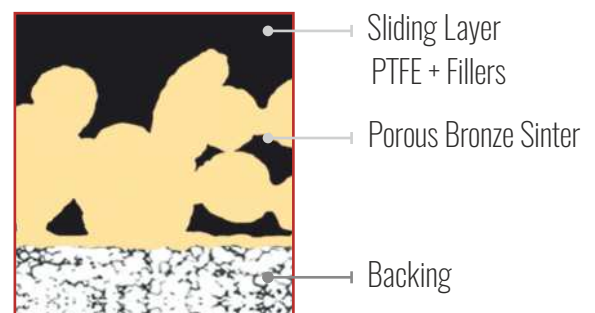 Sliding Layer
PTFE + Fillers
Porous Bronze Sinter
Backing